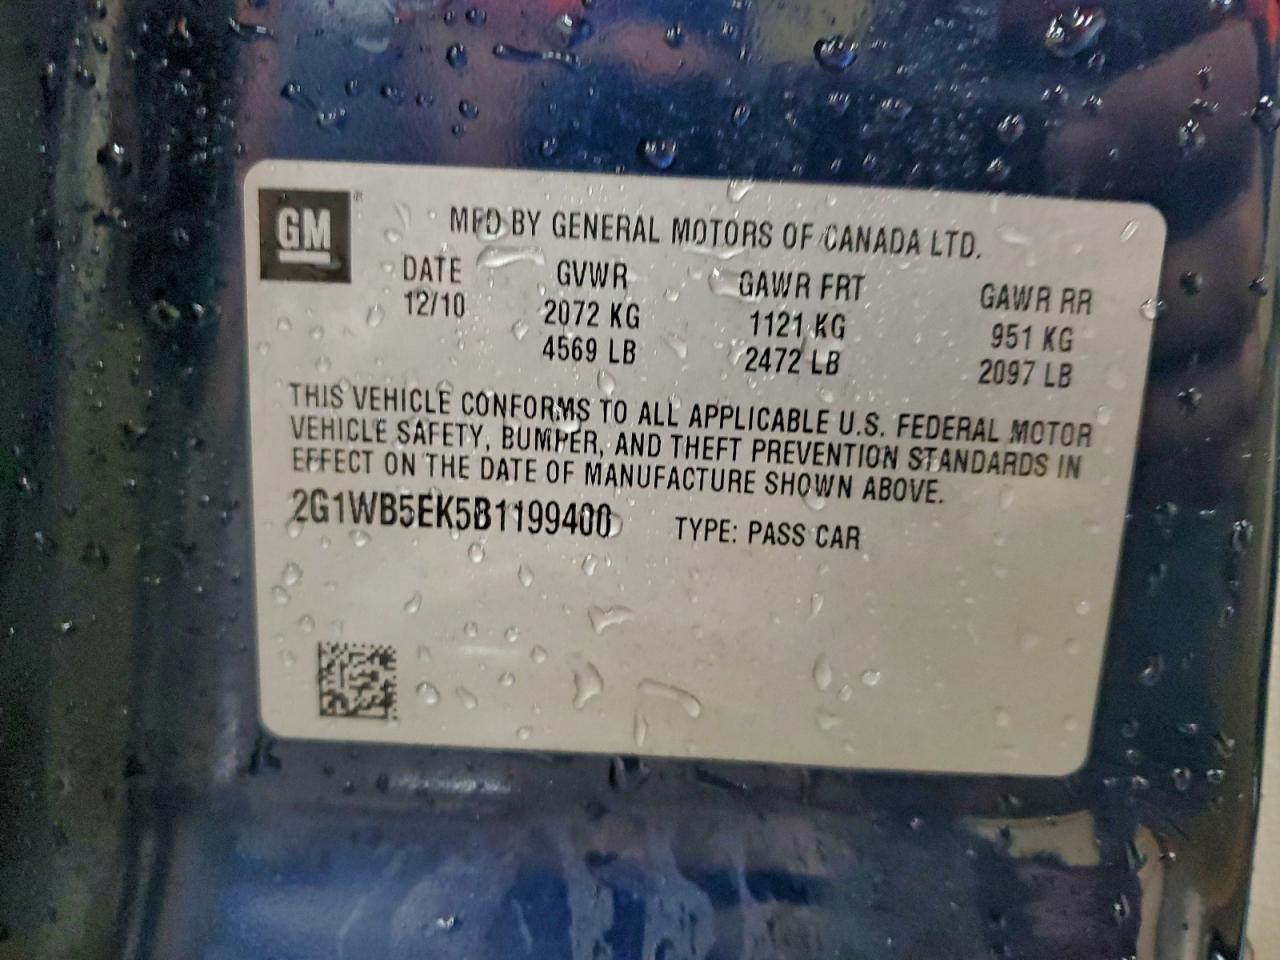 GM
MFD BY GENERAL MOTORS OF CANADA LTD.
DATE GVWR GAWR FRT GAWR RR
12/10 2072 KG 1121 KG 951 KG
4569 LB 2472 LB 2097 LB
THIS VEHICLE CONFORMS TO ALL APPLICABLE U.S. FEDERAL MOTOR
VEHICLE SAFETY, BUMPER, AND THEFT PREVENTION STANDARDS IN
EFFECT ON THE DATE OF MANUFACTURE SHOWN ABOVE.
2G1WB5EK5B1199400 TYPE: PASS CAR